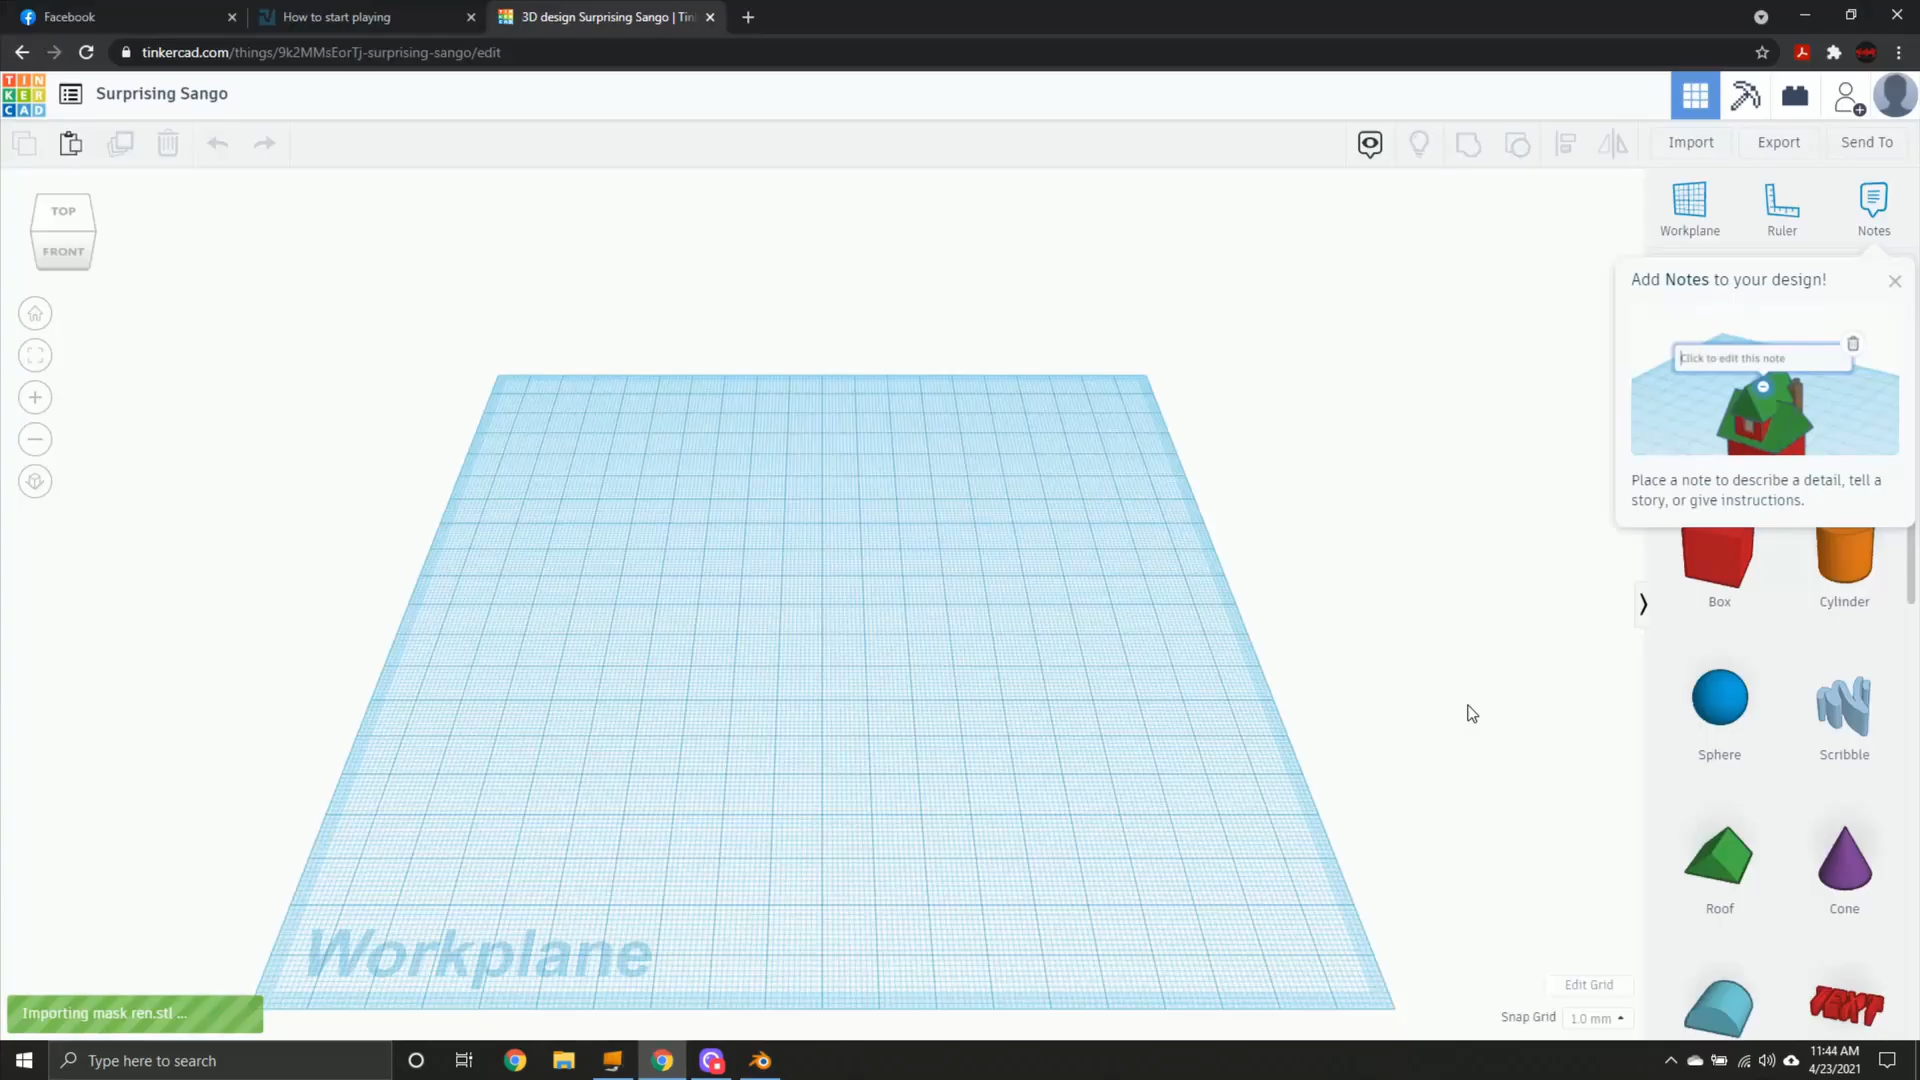 Facebook
How to start playing
3D design Surprising Sango | Tin
tinkercad.com/things/9k2MMsEorTj-surprising-sango/edit
TIN
KER
CAD
Surprising Sango
Import
Export
Send To
TOP
FRONT
Workplane
Ruler
Notes
Add Notes to your design!
Click to edit this note
Place a note to describe a detail, tell a
story, or give instructions.
Box
Cylinder
Sphere
Scribble
Roof
Cone
TEXT
Workplane
Edit Grid
Snap Grid
1.0 mm
Importing mask ren.stl ...
Type here to search
11:44 AM
4/23/2021